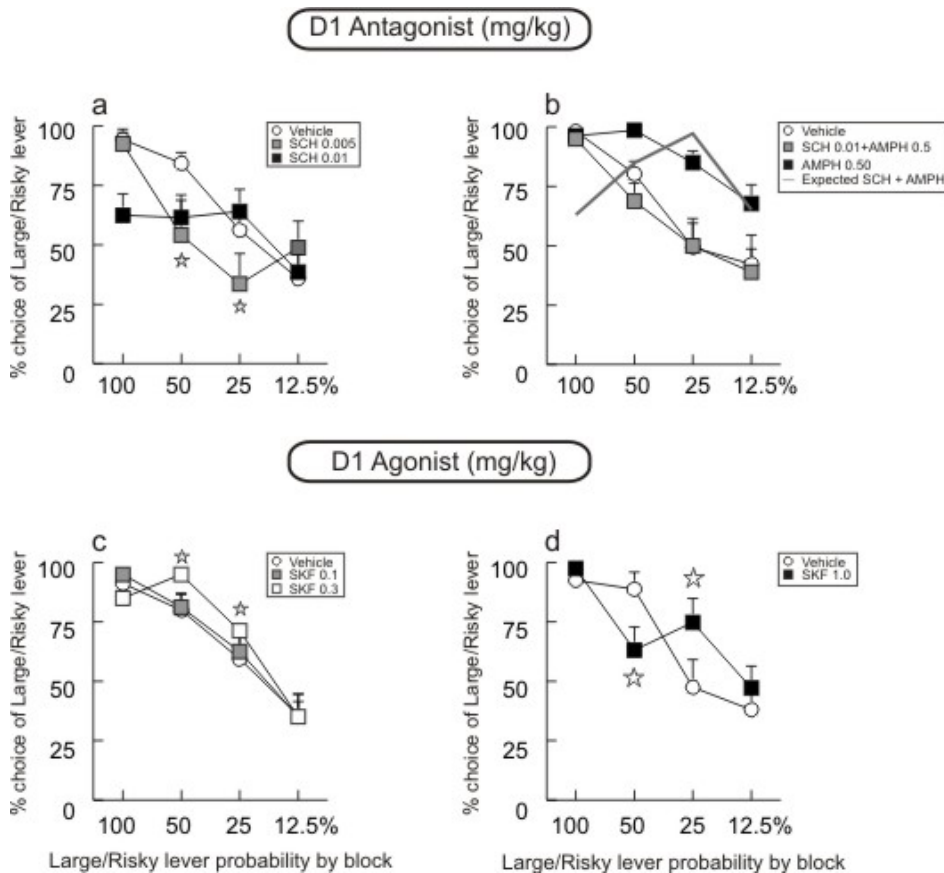 D1 Antagonist (mg/kg)
a
% choice of Large/Risky lever
100
75
50
25
0
100 50 25 12.5%
Vehicle
SCH 0.005
SCH 0.01
b
% choice of Large/Risky lever
100
75
50
25
0
100 50 25 12.5%
Vehicle
SCH 0.01+AMPH 0.5
AMPH 0.50
Expected SCH + AMPH
D1 Agonist (mg/kg)
c
% choice of Large/Risky lever
100
75
50
25
0
100 50 25 12.5%
Vehicle
SKF 0.1
SKF 0.3
Large/Risky lever probability by block
d
% choice of Large/Risky lever
100
75
50
25
0
100 50 25 12.5%
Vehicle
SKF 1.0
Large/Risky lever probability by block